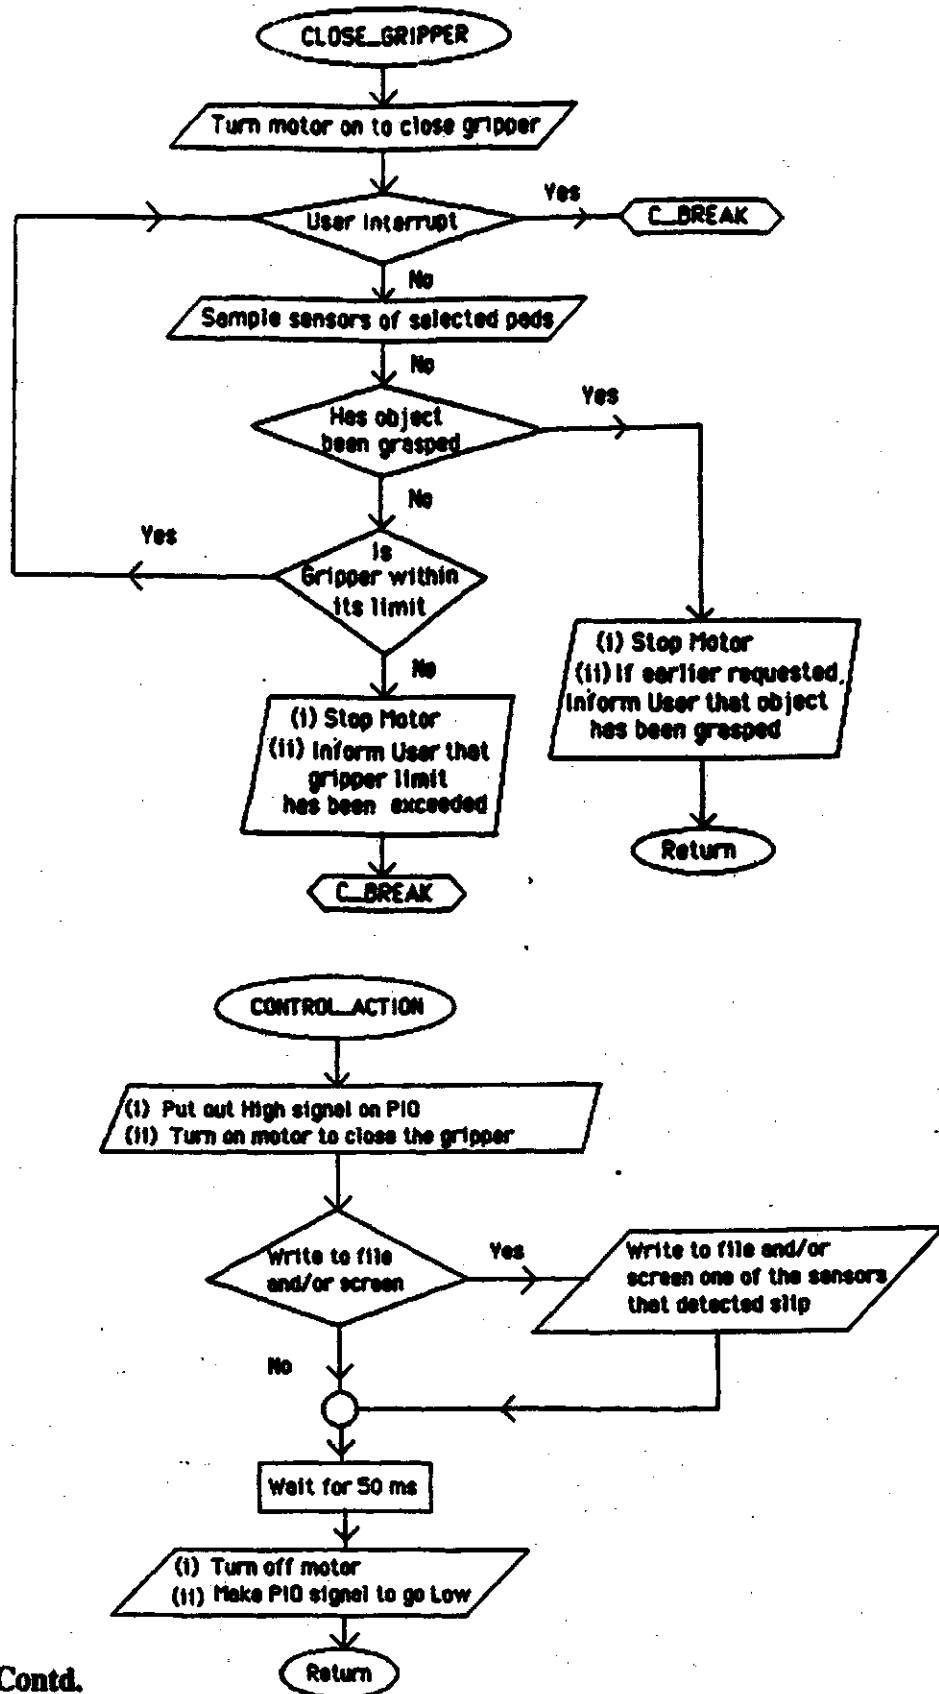 CLOSE_GRIPPER
Turn motor on to close gripper
User Interrupt
Yes
C_BREAK
No
Sample sensors of selected pads
No
Has object
been grasped
Yes
No
Is
Gripper within
its limit
Yes
No
(i) Stop Motor
(ii) Inform User that
gripper limit
has been exceeded
C_BREAK
(i) Stop Motor
(ii) If earlier requested,
Inform User that object
has been grasped
Return
CONTROL_ACTION
(i) Put out High signal on PIO
(ii) Turn on motor to close the gripper
Write to file
and/or screen
Yes
Write to file and/or
screen one of the sensors
that detected slip
No
Wait for 50 ms
(i) Turn off motor
(ii) Make PIO signal to go Low
Return
Contd.